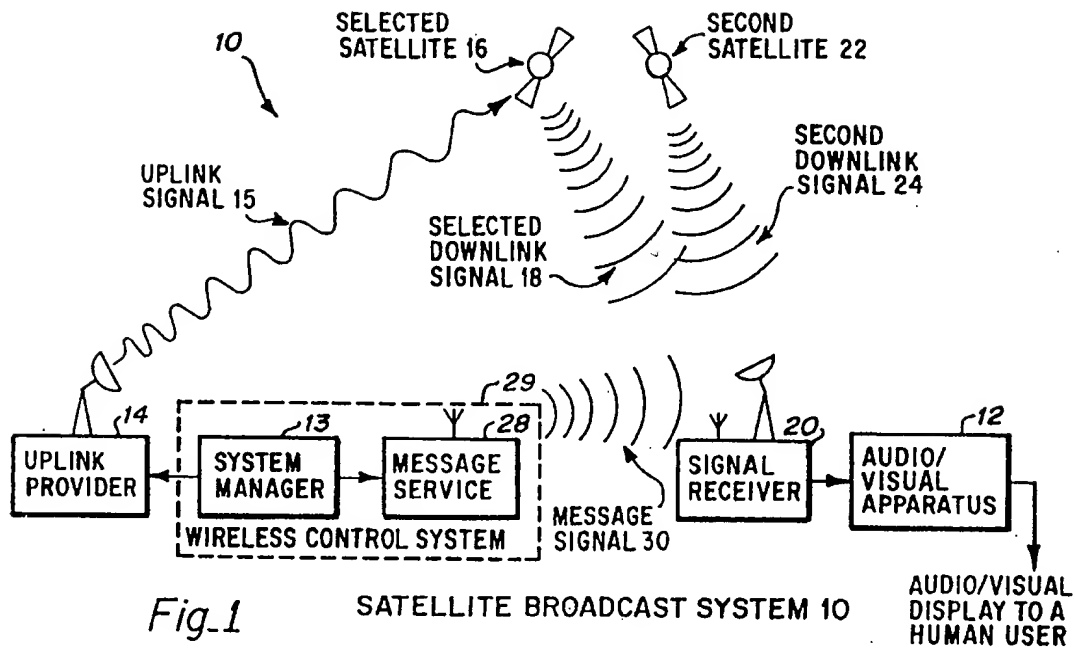 10
SELECTED
SATELLITE 16
SECOND
SATELLITE 22
UPLINK
SIGNAL 15
SELECTED
DOWNLINK
SIGNAL 18
SECOND
DOWNLINK
SIGNAL 24
14
UPLINK
PROVIDER
13
SYSTEM
MANAGER
29
28
MESSAGE
SERVICE
WIRELESS CONTROL SYSTEM
MESSAGE
SIGNAL 30
20
SIGNAL
RECEIVER
12
AUDIO/
VISUAL
APPARATUS
AUDIO/VISUAL
DISPLAY TO A
HUMAN USER
Fig_1
SATELLITE BROADCAST SYSTEM 10